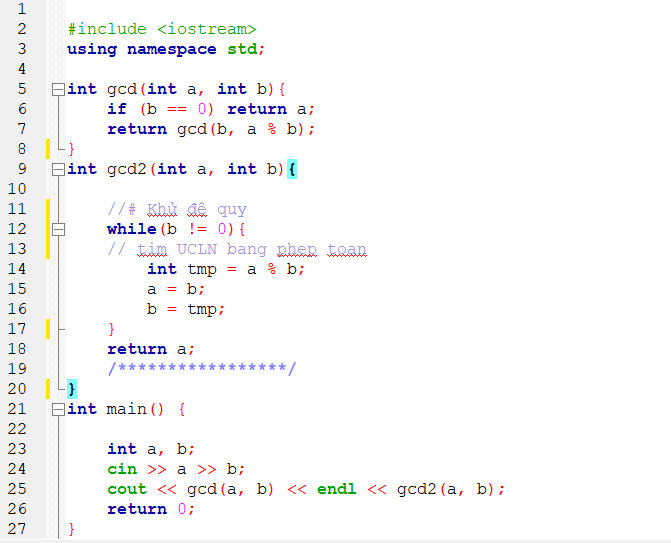 1
2 #include <iostream>
3 using namespace std;
4
5 int gcd(int a, int b){
6 if (b == 0) return a;
7 return gcd(b, a % b);
8 }
9 int gcd2(int a, int b){
10
11 //# Khử đệ quy
12 while(b != 0){
13 // tim UCLN bang phep toan
14 int tmp = a % b;
15 a = b;
16 b = tmp;
17 }
18 return a;
19 /*****************/
20 }
21 int main() {
22
23 int a, b;
24 cin >> a >> b;
25 cout << gcd(a, b) << endl << gcd2(a, b);
26 return 0;
27 }